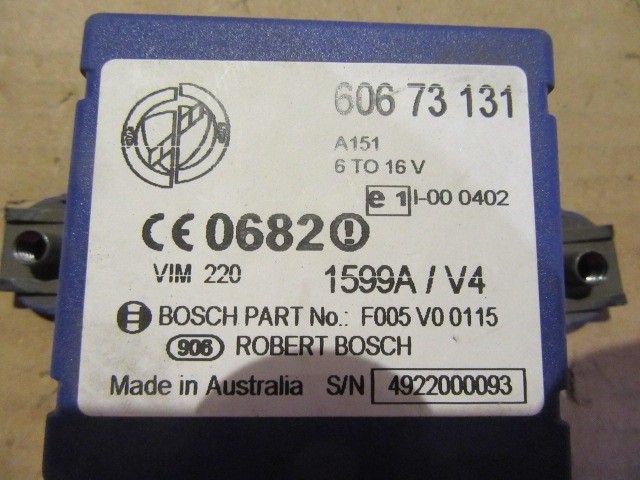 606 73 131
A151
6 TO 16 V
e1 I-00 0402
CE 0682
VIM 220 1599A / V4
BOSCH PART No.: F005 V0 0115
906 ROBERT BOSCH
Made in Australia S/N 4922000093